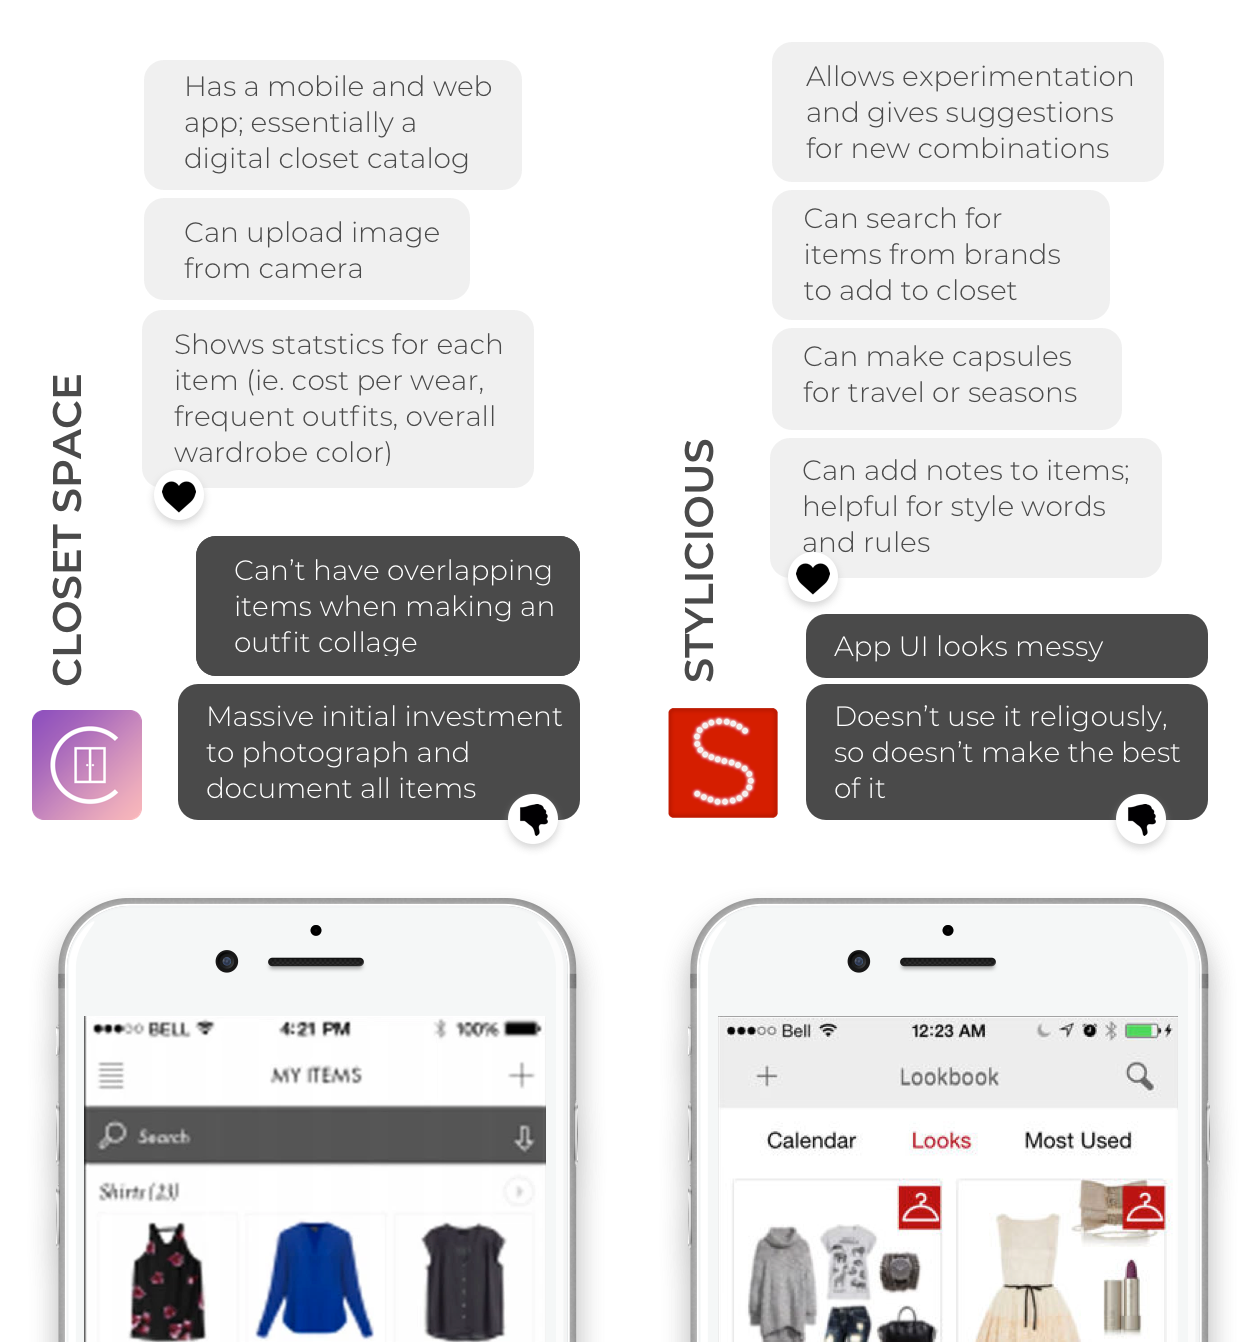 Has a mobile and web
app; essentially a
digital closet catalog
Can upload image
from camera
Shows statstics for each
item (ie. cost per wear,
frequent outfits, overall
wardrobe color)
Can't have overlapping
items when making an
outfit collage
Massive initial investment
to photograph and
document all items
CLOSET SPACE
Allows experimentation
and gives suggestions
for new combinations
Can search for
items from brands
to add to closet
Can make capsules
for travel or seasons
Can add notes to items;
helpful for style words
and rules
App UI looks messy
Doesn't use it religously,
so doesn't make the best
of it
STYLICIOUS
S
BELL 4:21 PM 100%
MY ITEMS
Search
Shirts (23)
Bell 12:23 AM
+ Lookbook
Calendar Looks Most Used